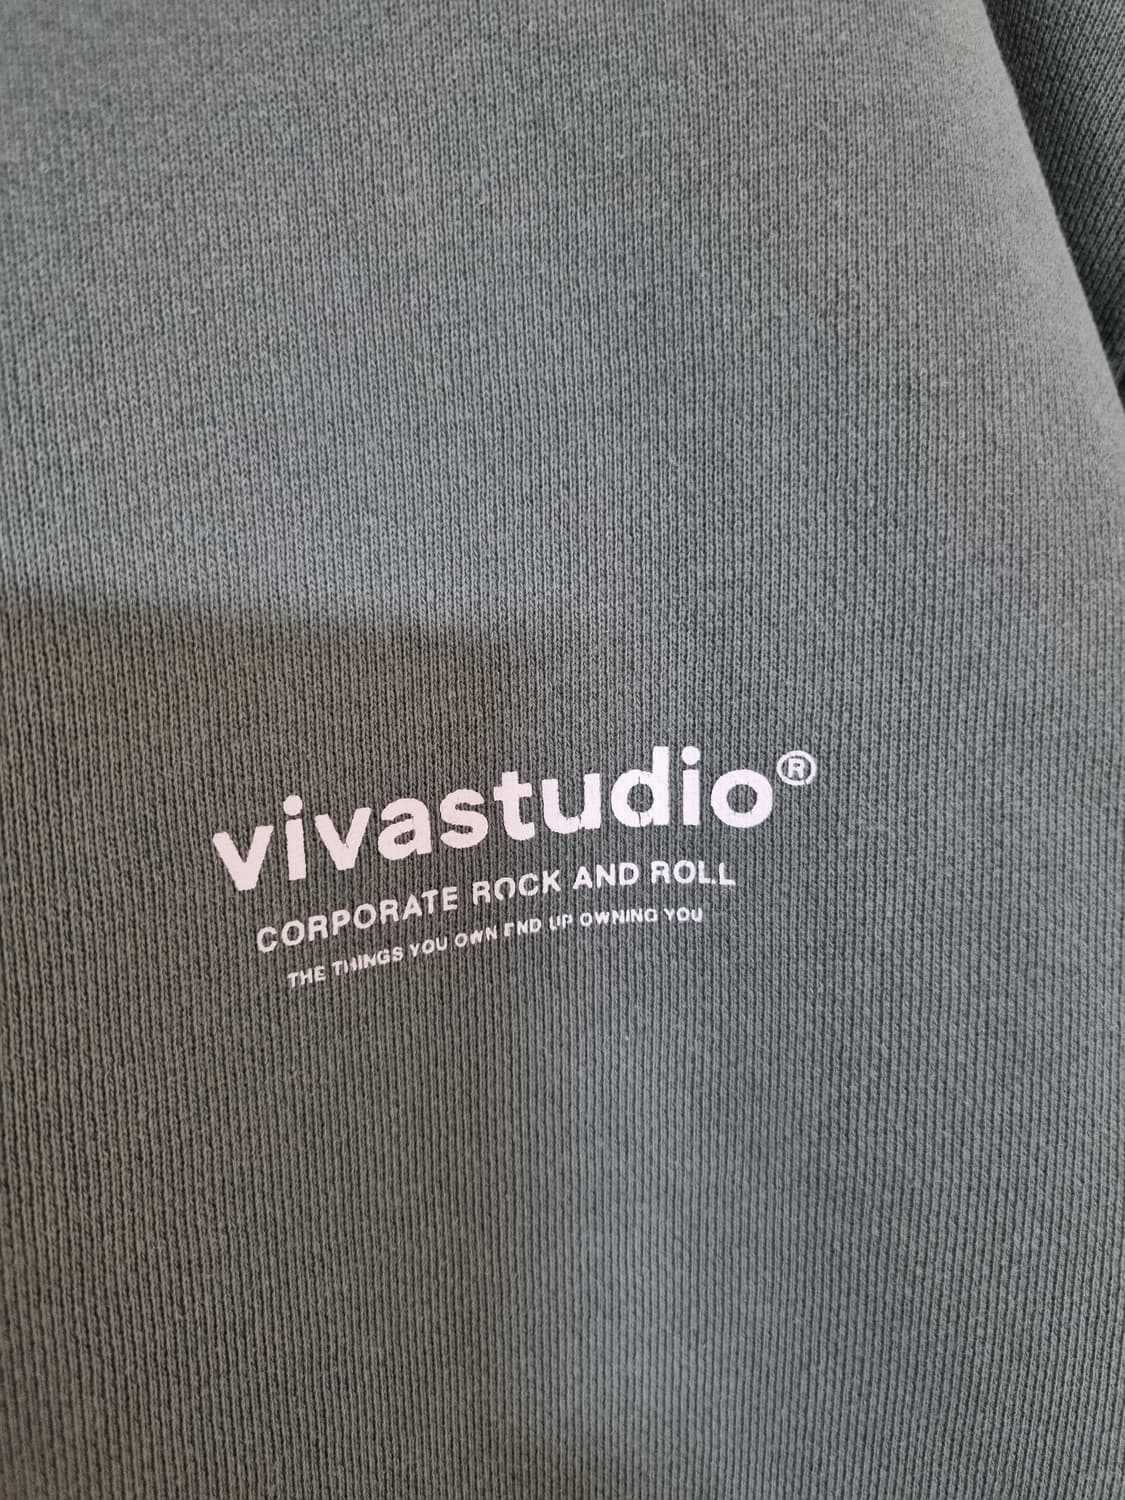 vivastudio®
CORPORATE ROCK AND ROLL
THE THINGS YOU OWN END UP OWNING YOU